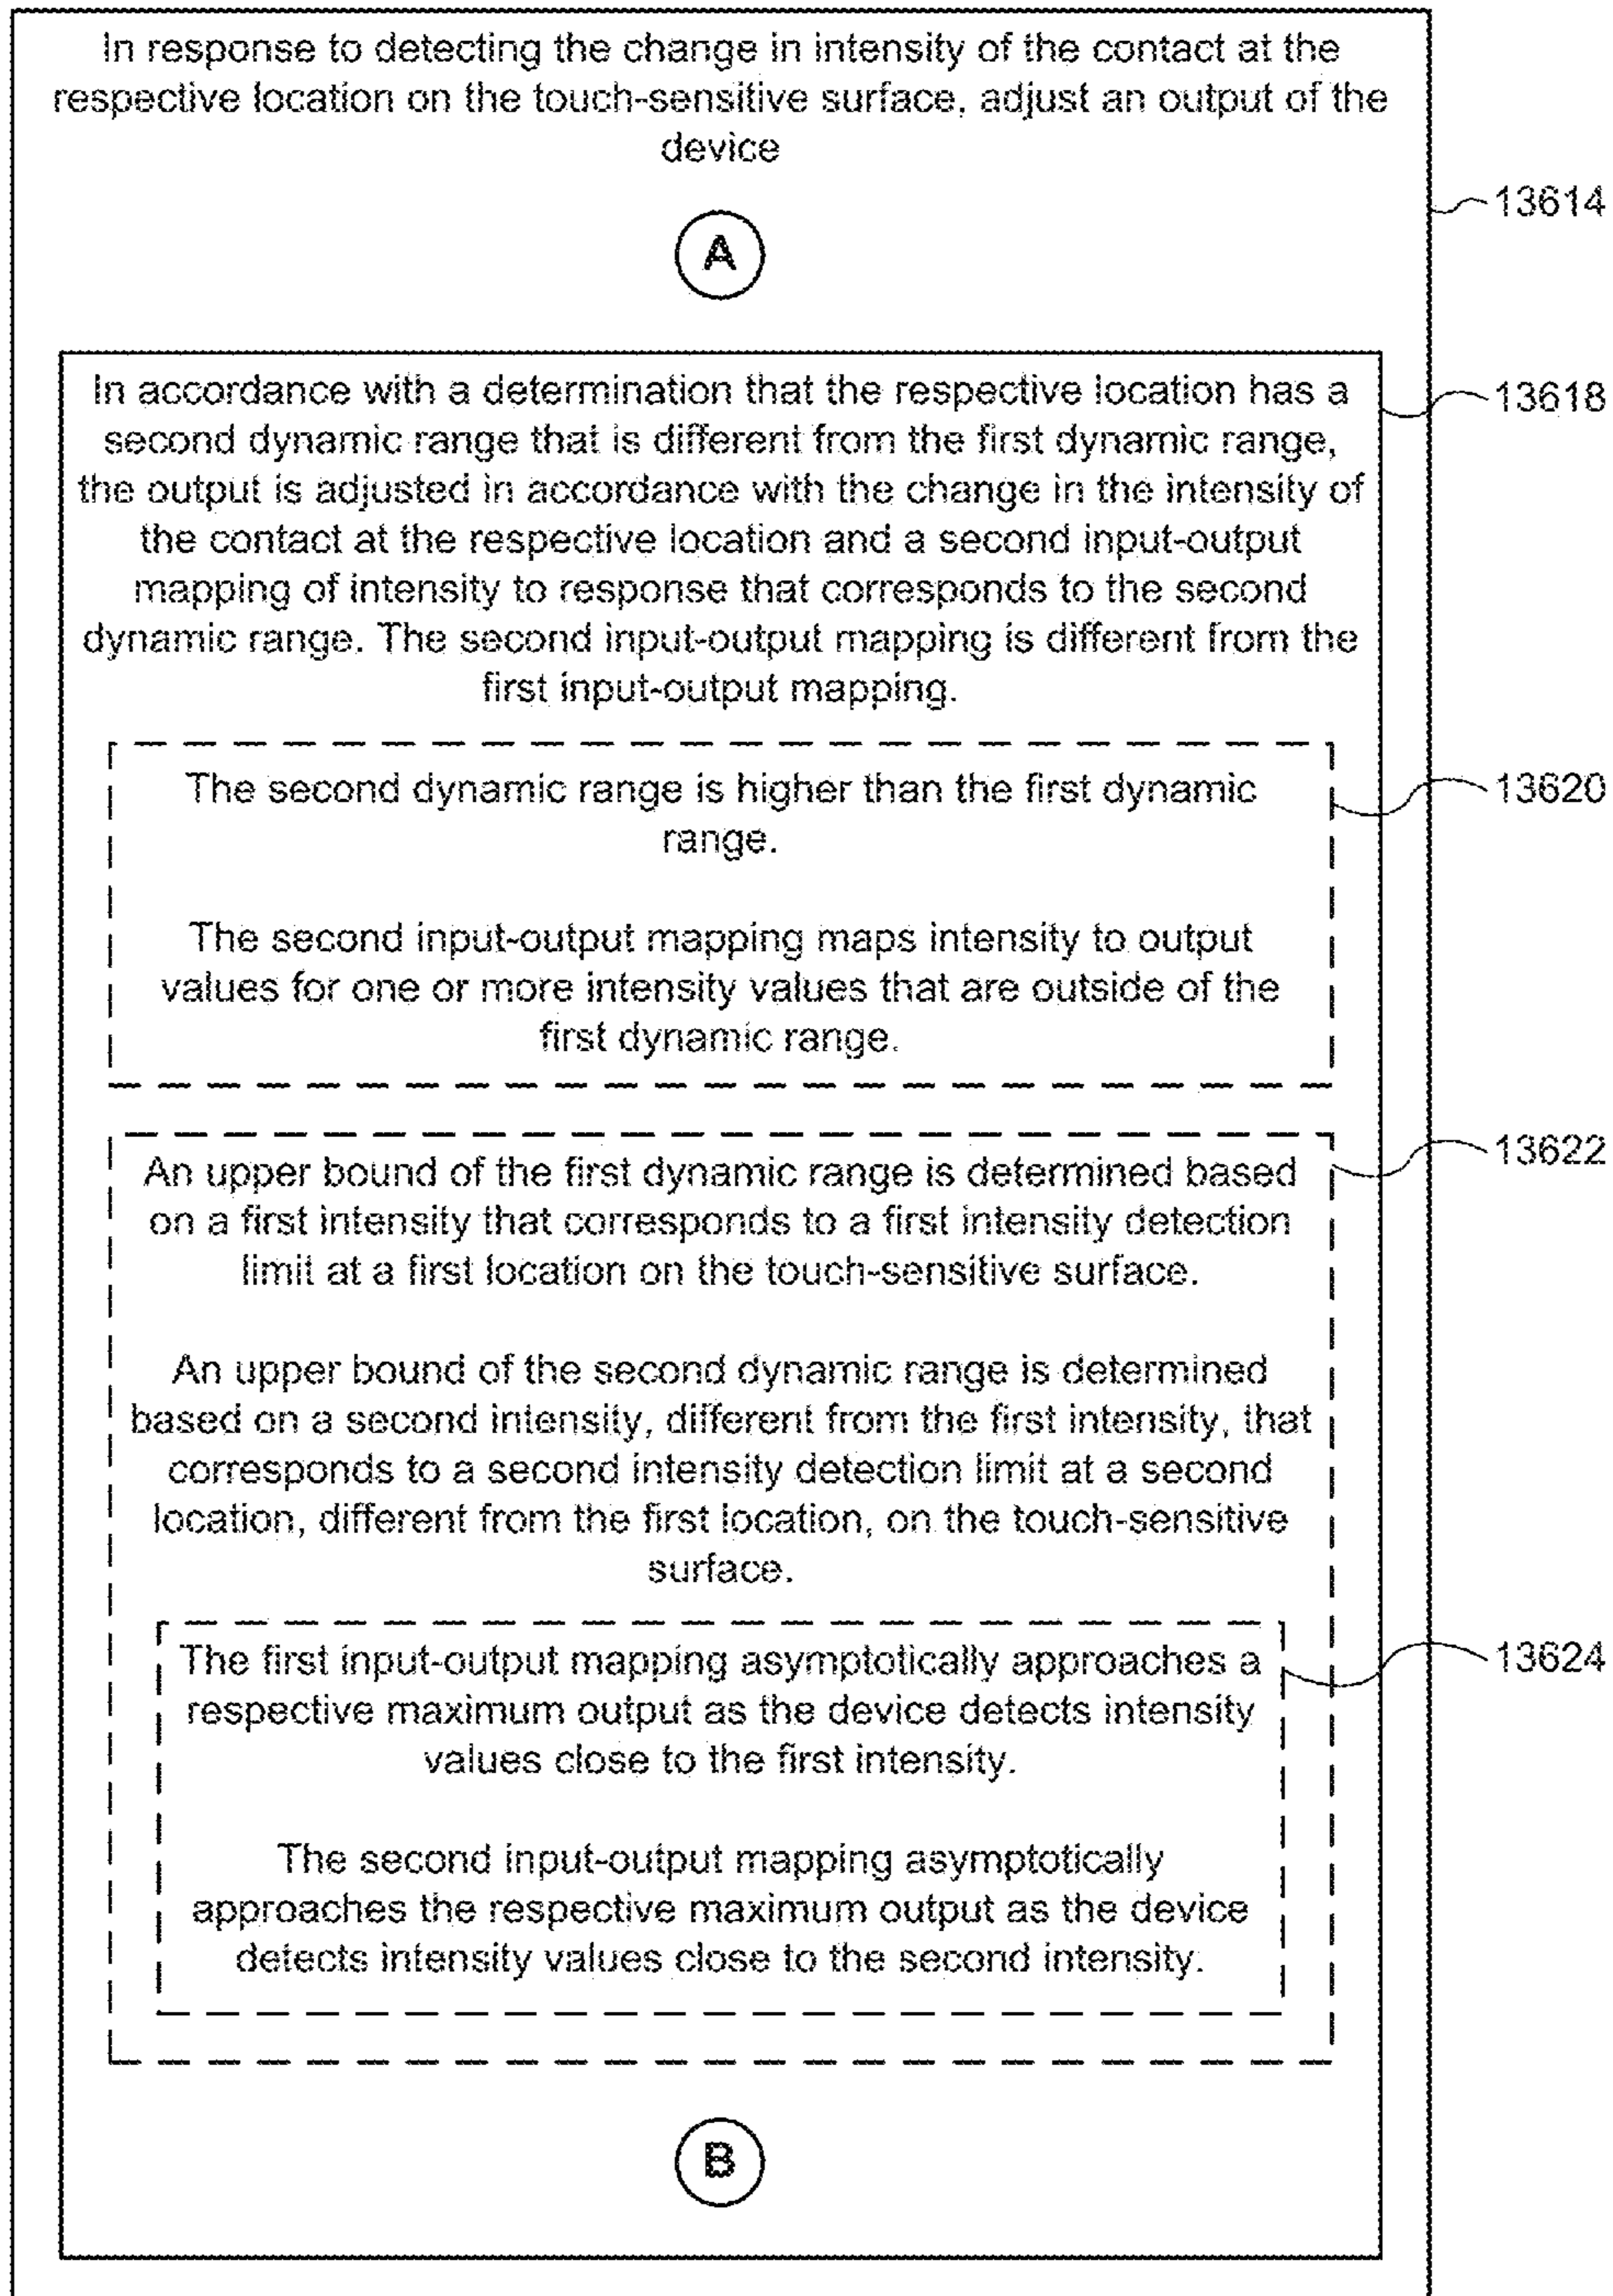 In response to detecting the change in intensity of the contact at the
respective location on the touch-sensitive surface, adjust an output of the
device
13614
A
In accordance with a determination that the respective location has a
13618
second dynamic range that is different from the first dynamic range,
the output is adjusted in accordance with the change in the intensity of
the contact at the respective location and a second input-output
mapping of intensity to response that corresponds to the second
dynamic range. The second input-output mapping is different from the
first input-output mapping.
The second dynamic range is higher than the first dynamic
13620
range.
The second input-output mapping maps intensity to output
values for one or more intensity values that are outside of the
first dynamic range.
An upper bound of the first dynamic range is determined based
13622
on a first intensity that corresponds to a first intensity detection
limit at a first location on the touch-sensitive surface.
An upper bound of the second dynamic range is determined
based on a second intensity, different from the first intensity, that
corresponds to a second intensity detection limit at a second
location, different from the first location, on the touch-sensitive
surface.
The first input-output mapping asymptotically approaches a
13624
respective maximum output as the device detects intensity
values close to the first intensity.
The second input-output mapping asymptotically
approaches the respective maximum output as the device
detects intensity values close to the second intensity.
B